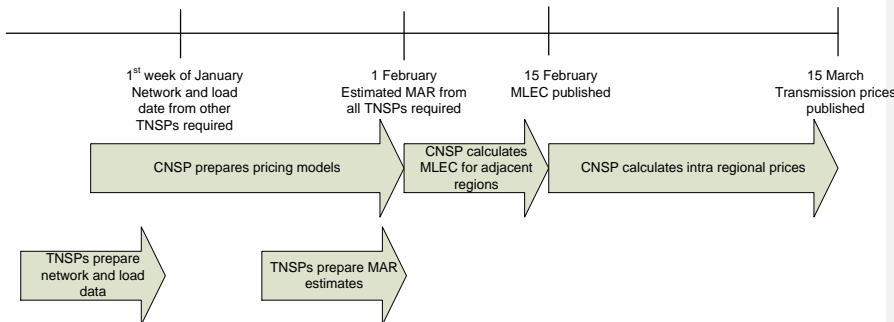 1st week of January
Network and load
date from other
TNSPs required
1 February
Estimated MAR from
all TNSPs required
15 February
MLEC published
15 March
Transmission prices
published
CNSP prepares pricing models
CNSP calculates
MLEC for adjacent
regions
CNSP calculates intra regional prices
TNSPs prepare
network and load
data
TNSPs prepare MAR
estimates